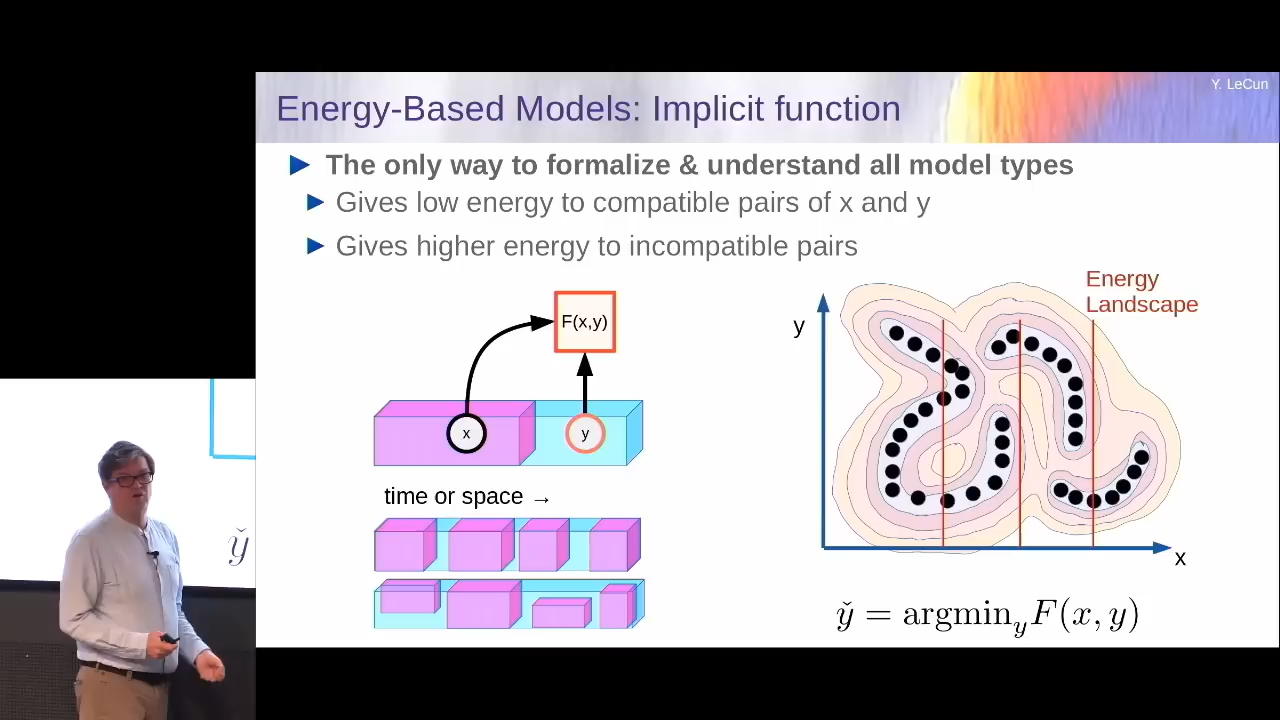 Y. LeCun
Energy-Based Models: Implicit function
The only way to formalize & understand all model types
Gives low energy to compatible pairs of x and y
Gives higher energy to incompatible pairs
Energy
Landscape
F(x,y)
y
x
y
time or space →
x
y̌ = argmin_y F(x, y)
y̌